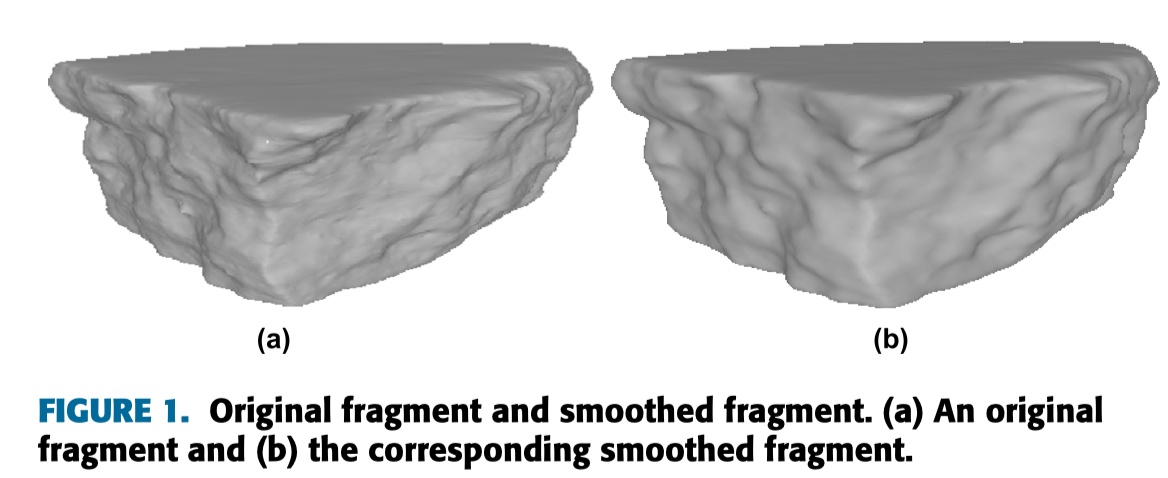 (a)
(b)
FIGURE 1. Original fragment and smoothed fragment. (a) An original
fragment and (b) the corresponding smoothed fragment.